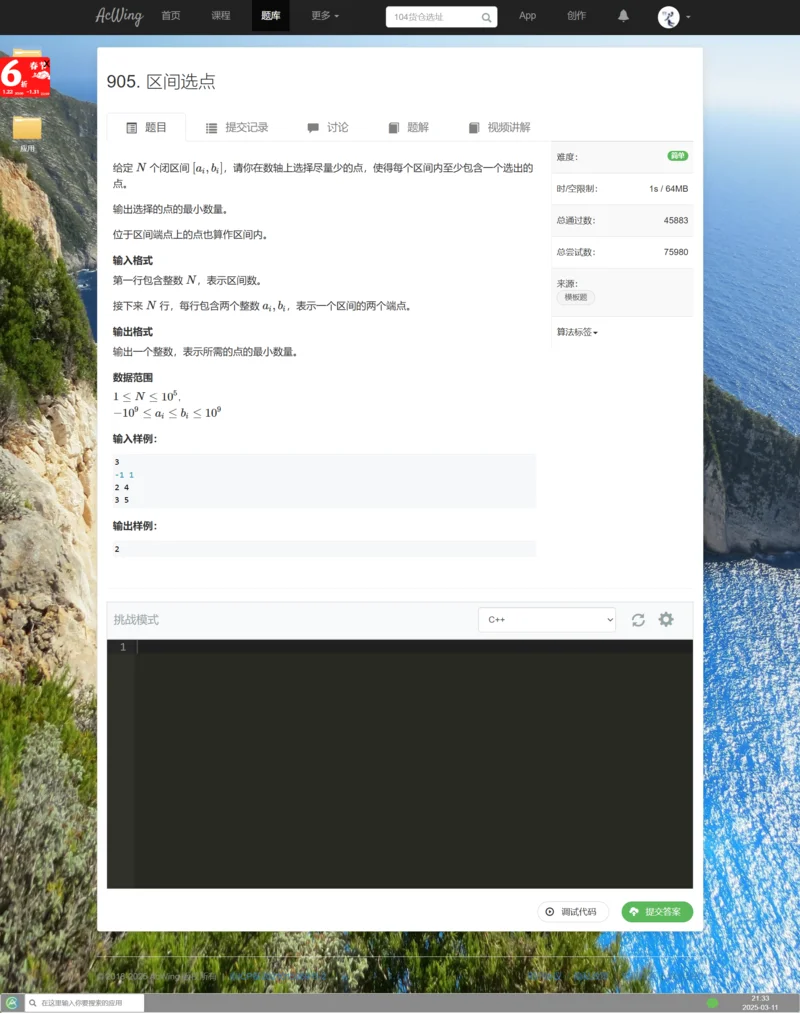 AcWing
首页
课程
题库
更多
104货仓选址
App
创作
6折
春节
应用
905. 区间选点
题目
提交记录
讨论
题解
视频讲解
给定 N 个闭区间 [a_i, b_i]，请你在数轴上选择尽量少的点，使得每个区间内至少包含一个选出的
点。
输出选择的点的最小数量。
位于区间端点上的点也算作区间内。
输入格式
第一行包含整数 N，表示区间数。
接下来 N 行，每行包含两个整数 a_i, b_i，表示一个区间的两个端点。
输出格式
输出一个整数，表示所需的点的最小数量。
数据范围
1 ≤ N ≤ 10^5,
−10^9 ≤ a_i ≤ b_i ≤ 10^9
输入样例：
3
-1 1
2 4
3 5
输出样例：
2
难度：
简单
时/空限制：
1s / 64MB
总通过数：
45883
总尝试数：
75980
来源：
模板题
算法标签
挑战模式
C++
1
调试代码
提交答案
在这里输入你要搜索的应用
21:33
2025-03-11